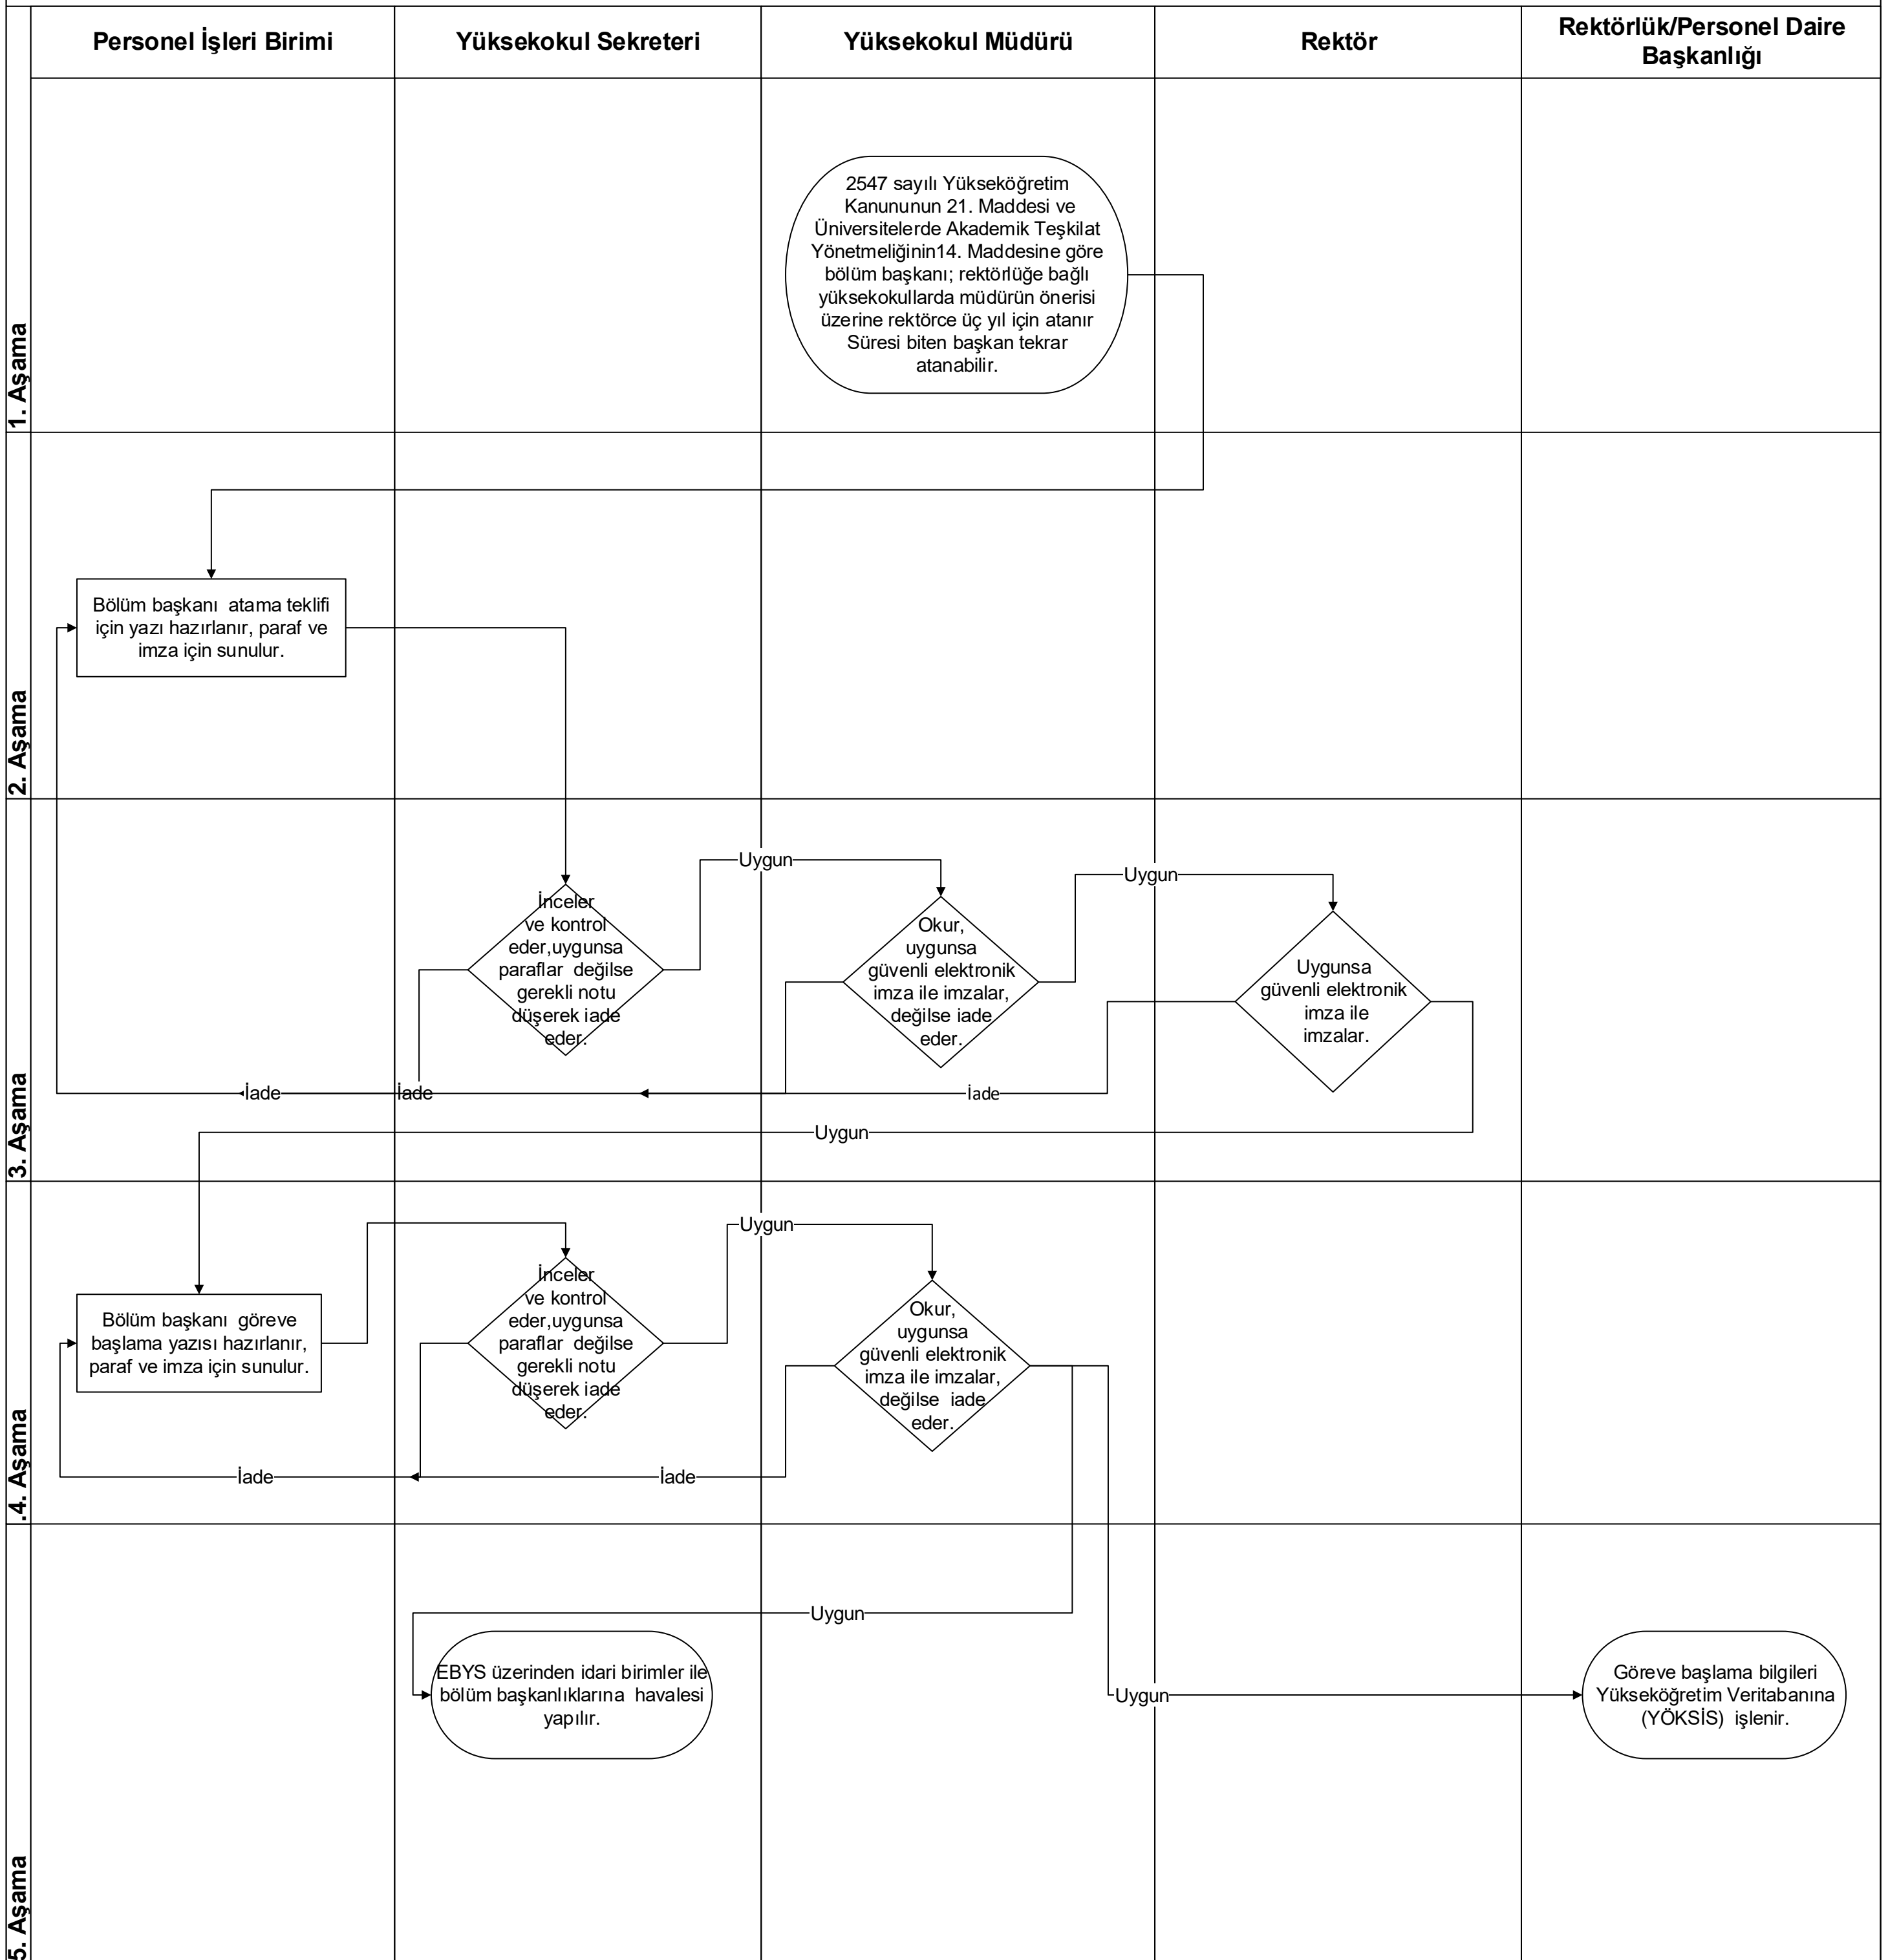 Personel İşleri Birimi
Yüksekokul Sekreteri
Yüksekokul Müdürü
Rektör
Rektörlük/Personel Daire
Başkanlığı
1. Aşama
2547 sayılı Yükseköğretim
Kanununun 21. Maddesi ve
Üniversitelerde Akademik Teşkilat
Yönetmeliğinin14. Maddesine göre
bölüm başkanı; rektörlüğe bağlı
yüksekokullarda müdürün önerisi
üzerine rektörce üç yıl için atanır
Süresi biten başkan tekrar
atanabilir.
2. Aşama
Bölüm başkanı  atama teklifi
için yazı hazırlanır, paraf ve
imza için sunulur.
3. Aşama
Uygun
Uygun
İnceler
ve kontrol
eder,uygunsa
paraflar  değilse
gerekli notu
düşerek iade
eder.
Okur,
uygunsa
güvenli elektronik
imza ile imzalar,
değilse iade
eder.
Uygunsa
güvenli elektronik
imza ile
imzalar.
İade
İade
İade
Uygun
.4. Aşama
Uygun
Bölüm başkanı  göreve
başlama yazısı hazırlanır,
paraf ve imza için sunulur.
İnceler
ve kontrol
eder,uygunsa
paraflar  değilse
gerekli notu
düşerek iade
eder.
Okur,
uygunsa
güvenli elektronik
imza ile imzalar,
değilse  iade
eder.
İade
İade
5. Aşama
Uygun
EBYS üzerinden idari birimler ile
bölüm başkanlıklarına  havalesi
yapılır.
Uygun
Göreve başlama bilgileri
Yükseköğretim Veritabanına
(YÖKSİS)  işlenir.